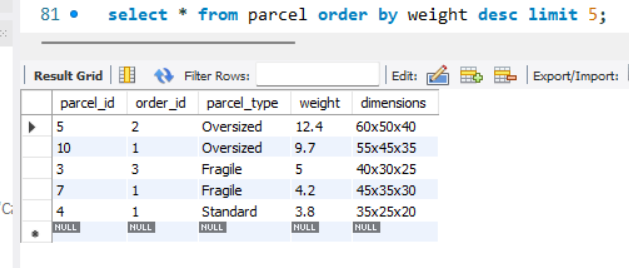 81 select * from parcel order by weight desc limit 5;
Result Grid Filter Rows: Edit: Export/Import:
parcel_id order_id parcel_type weight dimensions
5 2 Oversized 12.4 60x50x40
10 1 Oversized 9.7 55x45x35
3 3 Fragile 5 40x30x25
7 1 Fragile 4.2 45x35x30
4 1 Standard 3.8 35x25x20
NULL NULL NULL NULL NULL